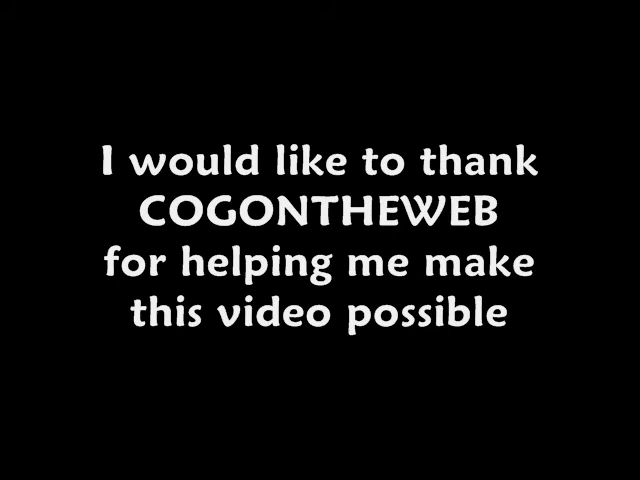 I would like to thank
COGONTHEWEB
for helping me make
this video possible